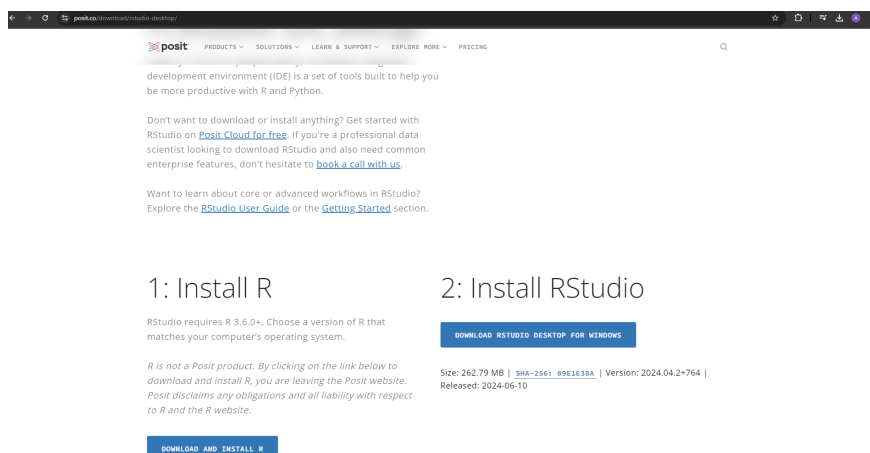 posit.co/download/rstudio-desktop/
posit PRODUCTS SOLUTIONS LEARN & SUPPORT EXPLORE MORE PRICING
development environment (IDE) is a set of tools built to help you
be more productive with R and Python.
Don't want to download or install anything? Get started with
RStudio on Posit Cloud for free. If you're a professional data
scientist looking to download RStudio and also need common
enterprise features, don't hesitate to book a call with us.
Want to learn about core or advanced workflows in RStudio?
Explore the RStudio User Guide or the Getting Started section.
1: Install R
RStudio requires R 3.6.0+. Choose a version of R that
matches your computer's operating system.
R is not a Posit product. By clicking on the link below to
download and install R, you are leaving the Posit website.
Posit disclaims any obligations and all liability with respect
to R and the R website.
DOWNLOAD AND INSTALL R
2: Install RStudio
DOWNLOAD RSTUDIO DESKTOP FOR WINDOWS
Size: 262.79 MB | SHA-256: 09E1E38A | Version: 2024.04.2+764 |
Released: 2024-06-10